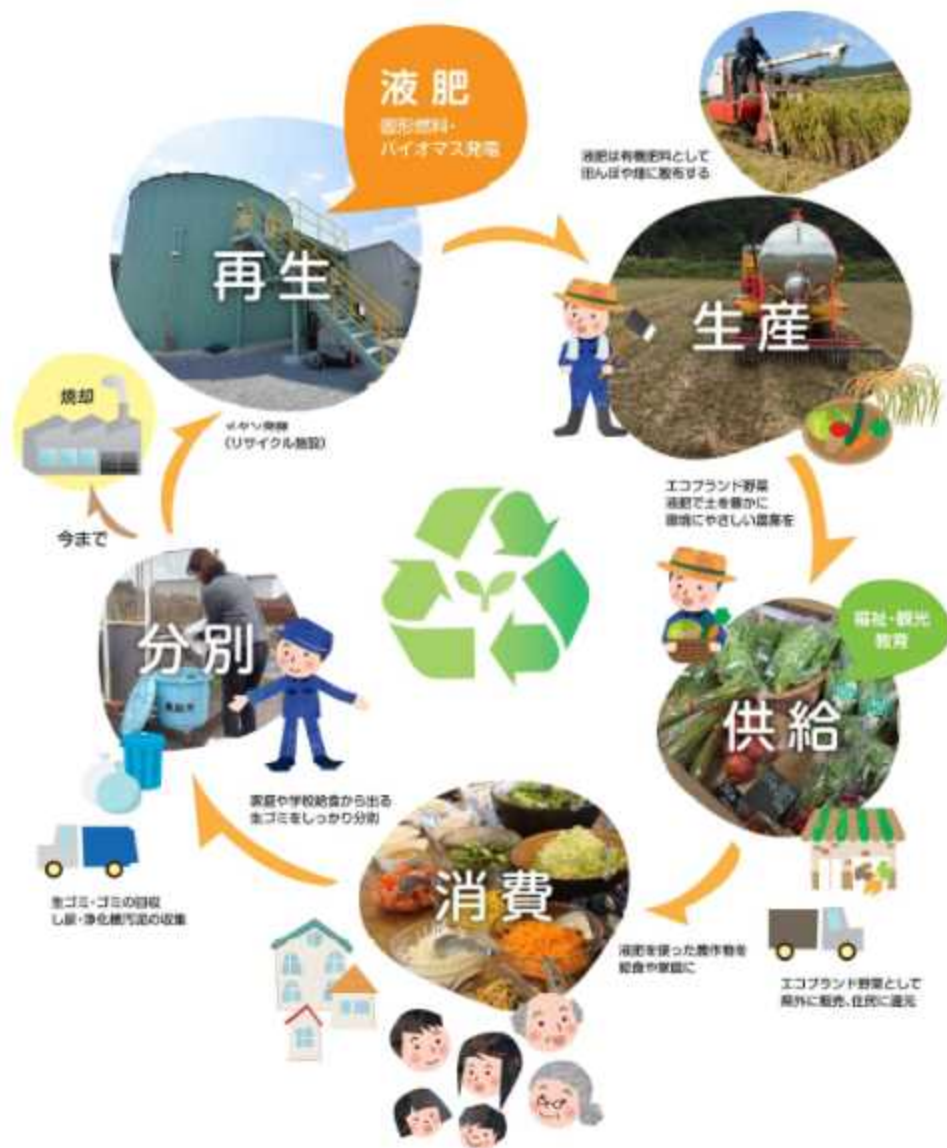 液肥
固形燃料・
バイオマス発電
液肥は有機肥料として
田んぼや畑に散布する
再生
生産
焼却
メタン発酵
(リサイクル施設)
今まで
エコブランド野菜
液肥で土を豊かに
環境にやさしい農業を
福祉・観光
教育
分別
供給
家庭や学校給食から出る
生ゴミをしっかり分別
消費
生ゴミ・ゴミの回収
し尿・浄化槽汚泥の収集
液肥を使った農作物を
給食や家庭に
エコブランド野菜として
県外に販売、住民に還元